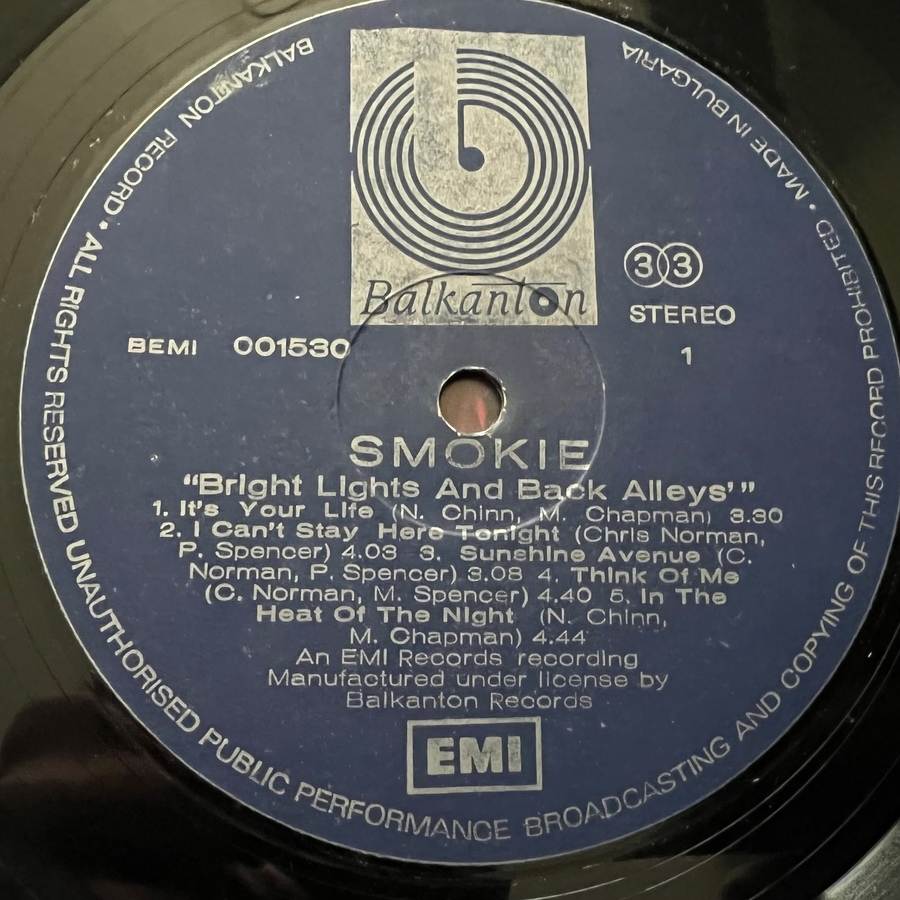 BALKANTON RECORD • ALL RIGHTS RESERVED UNAUTHORISED PUBLIC PERFORMANCE BROADCASTING AND COPYING OF THIS RECORD PROHIBITED • MADE IN BULGARIA
Balkanton
33
STEREO
BEMI 001530
1
SMOKIE
"Bright Lights And Back Alleys'"
1. It's Your Life (N. Chinn, M. Chapman) 3.30
2. I Can't Stay Here Tonight (Chris Norman,
P. Spencer) 4.03 3. Sunshine Avenue (C.
Norman, P. Spencer) 3.08 4. Think Of Me
(C. Norman, M. Spencer) 4.40 5. In The
Heat Of The Night (N. Chinn,
M. Chapman) 4.44
An EMI Records recording
Manufactured under license by
Balkanton Records
EMI